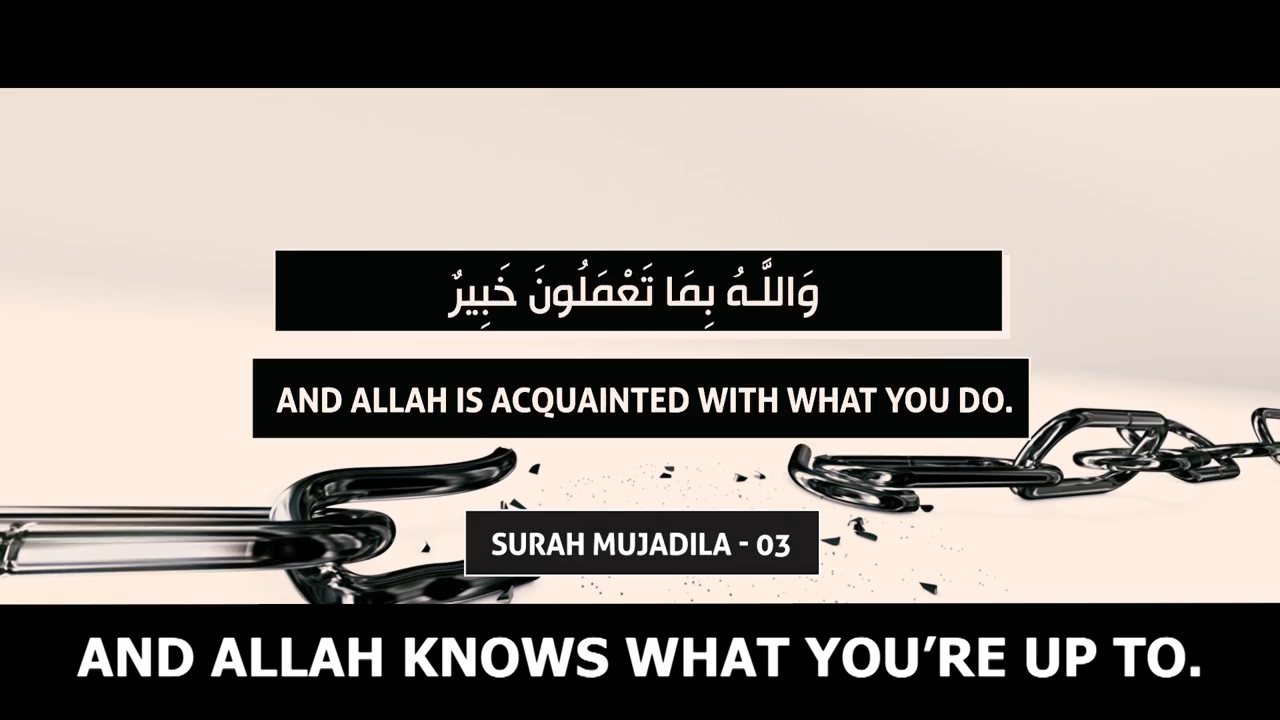 وَاللَّهُ بِمَا تَعْمَلُونَ خَبِيرٌ
AND ALLAH IS ACQUAINTED WITH WHAT YOU DO.
SURAH MUJADILA - 03
AND ALLAH KNOWS WHAT YOU’RE UP TO.